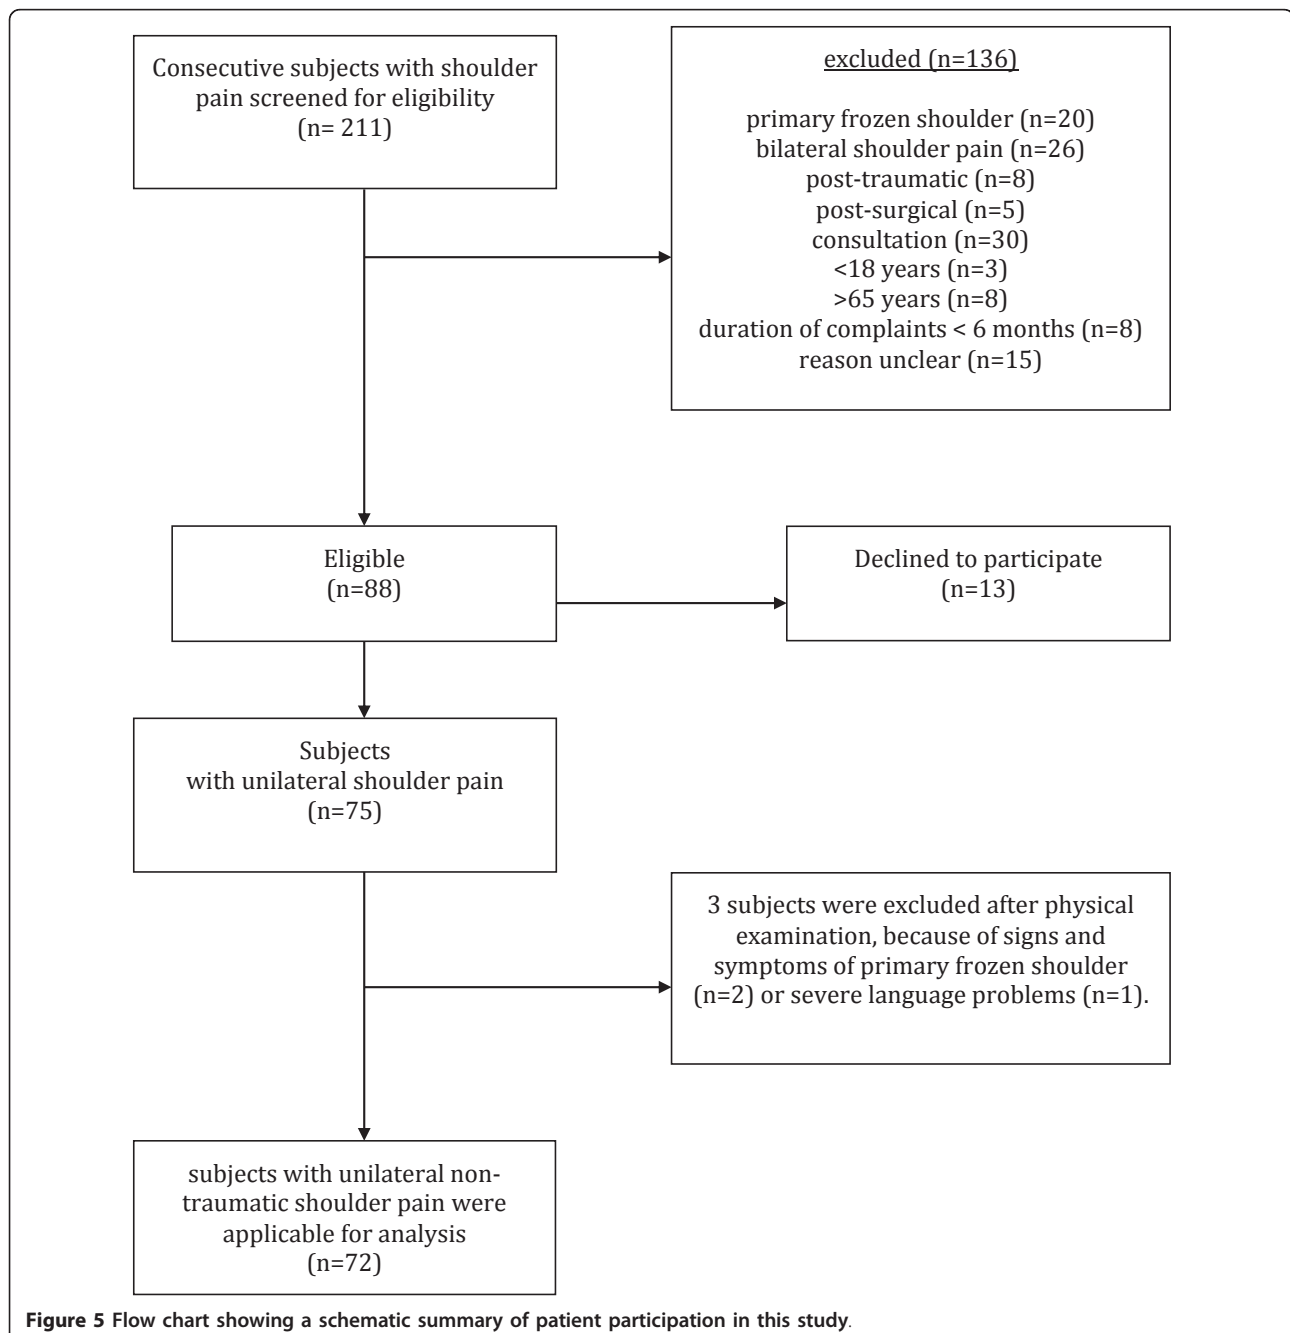 Consecutive subjects with shoulder
pain screened for eligibility
(n= 211)
excluded (n=136)
primary frozen shoulder (n=20)
bilateral shoulder pain (n=26)
post-traumatic (n=8)
post-surgical (n=5)
consultation (n=30)
<18 years (n=3)
>65 years (n=8)
duration of complaints < 6 months (n=8)
reason unclear (n=15)
Eligible
(n=88)
Declined to participate
(n=13)
Subjects
with unilateral shoulder pain
(n=75)
3 subjects were excluded after physical
examination, because of signs and
symptoms of primary frozen shoulder
(n=2) or severe language problems (n=1).
subjects with unilateral non-
traumatic shoulder pain were
applicable for analysis
(n=72)
Figure 5 Flow chart showing a schematic summary of patient participation in this study.